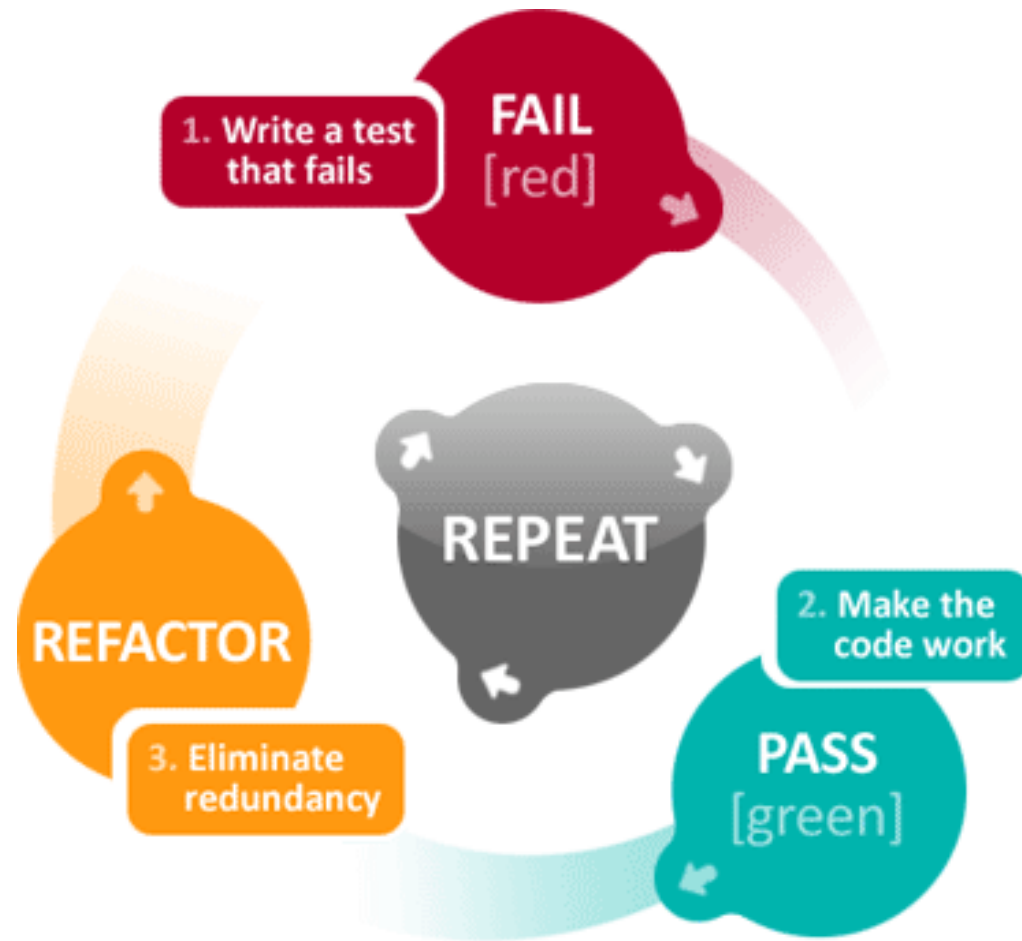 1. Write a test
that fails
FAIL
[red]
REPEAT
2. Make the
code work
PASS
[green]
REFACTOR
3. Eliminate
redundancy